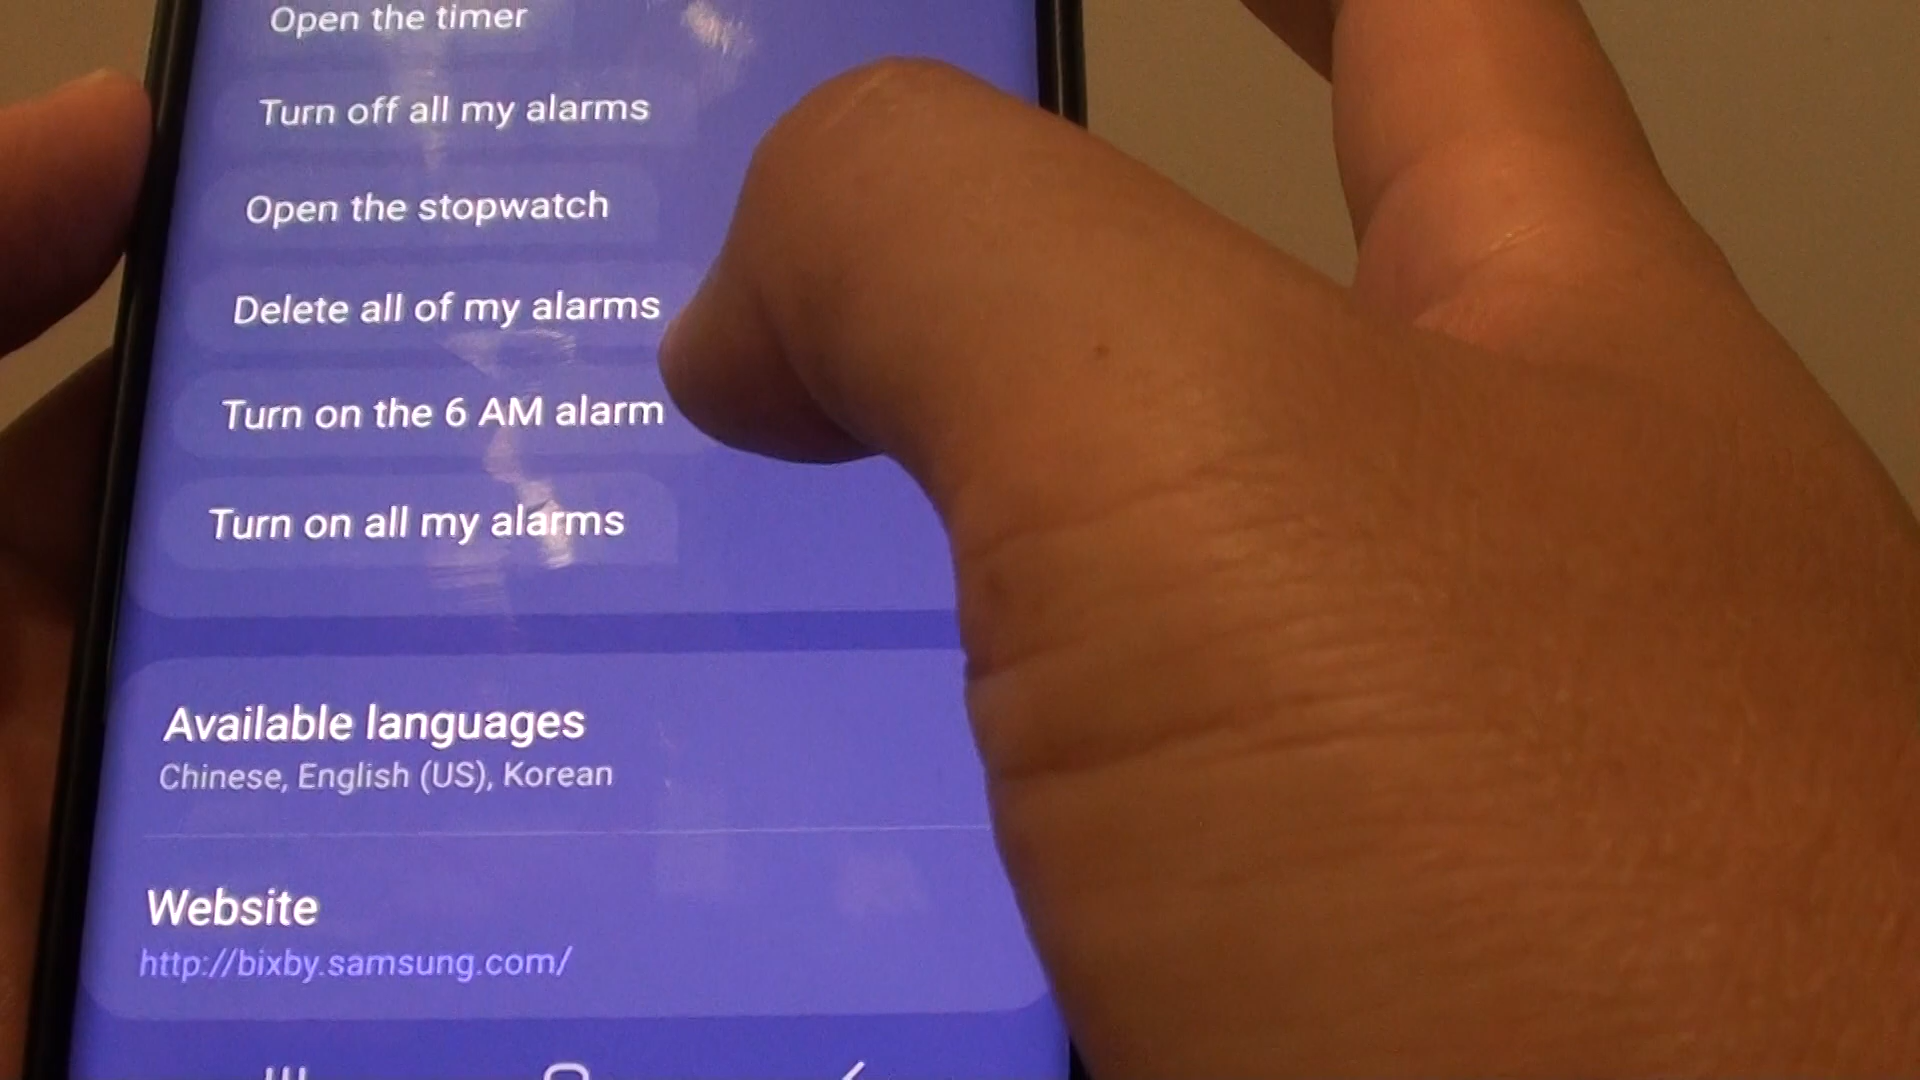 Open the timer
Turn off all my alarms
Open the stopwatch
Delete all of my alarms
Turn on the 6 AM alarm
Turn on all my alarms
Available languages
Chinese, English (US), Korean
Website
http://bixby.samsung.com/